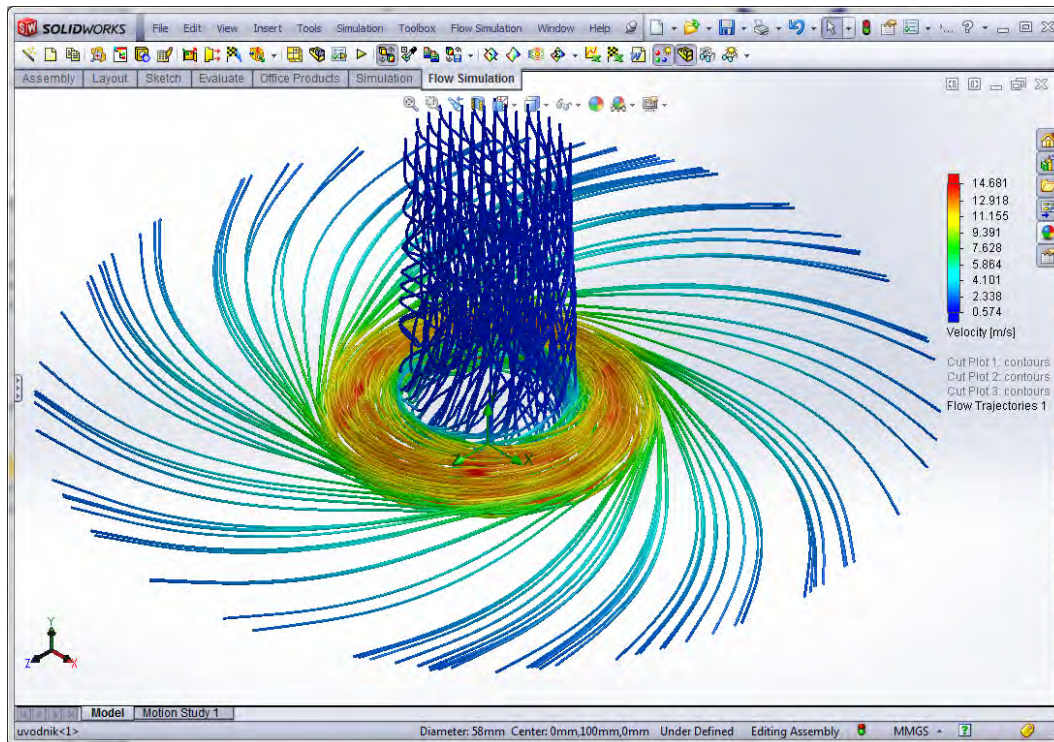 SW SOLIDWORKS File Edit View Insert Tools Simulation Toolbox Flow Simulation Window Help
Assembly Layout Sketch Evaluate Office Products Simulation Flow Simulation
14.681
12.918
11.155
9.391
7.628
5.864
4.101
2.338
0.574
Velocity [m/s]
Cut Plot 1: contours
Cut Plot 2: contours
Cut Plot 3: contours
Flow Trajectories 1
Z X
Y
Z X
Model Motion Study 1
uvodnik<1> Diameter: 58mm Center: 0mm,100mm,0mm Under Defined Editing Assembly MMGS ?